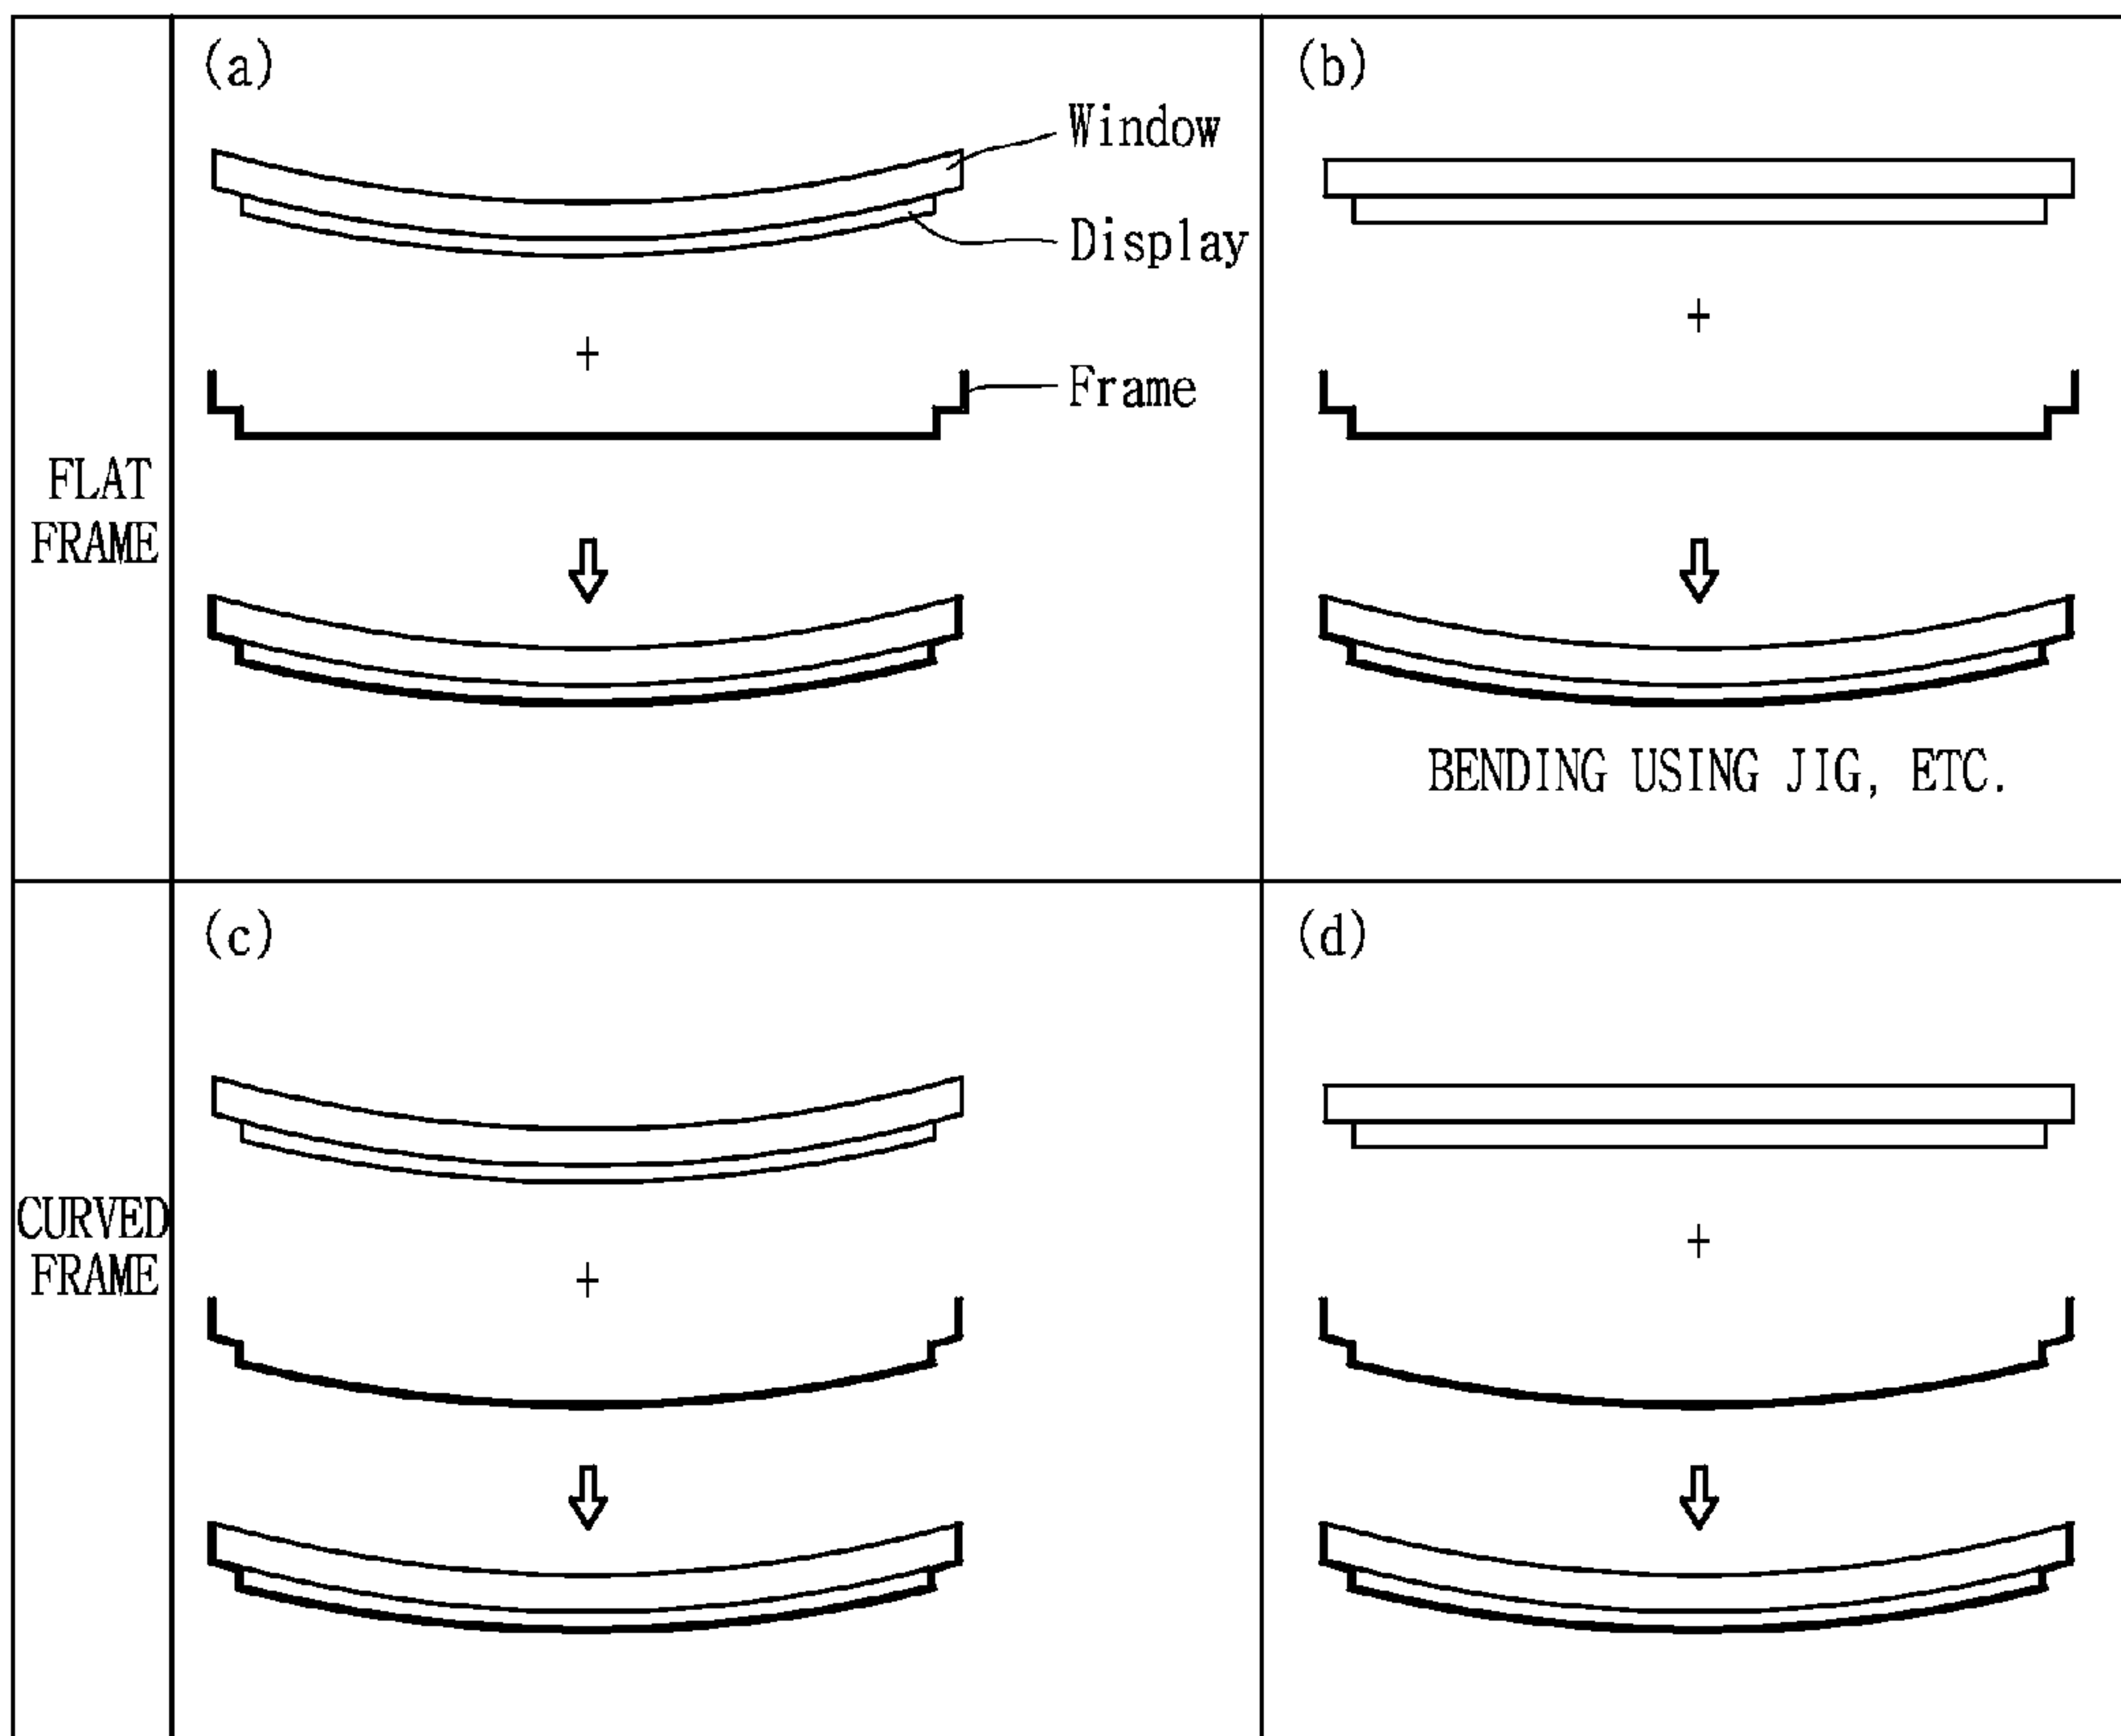 (a)
Window
Display
+
Frame
FLAT
FRAME
(b)
+
BENDING USING JIG, ETC.
(c)
+
CURVED
FRAME
(d)
+